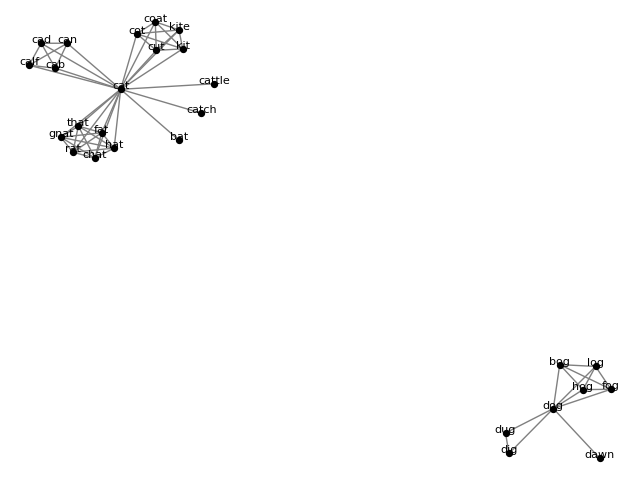 coat
cot
kite
cad
can
cut
kit
calf
cab
cattle
cat
catch
that
fat
gnat
bat
hat
rat
chat
bog
log
hog
fog
dog
dug
dig
dawn